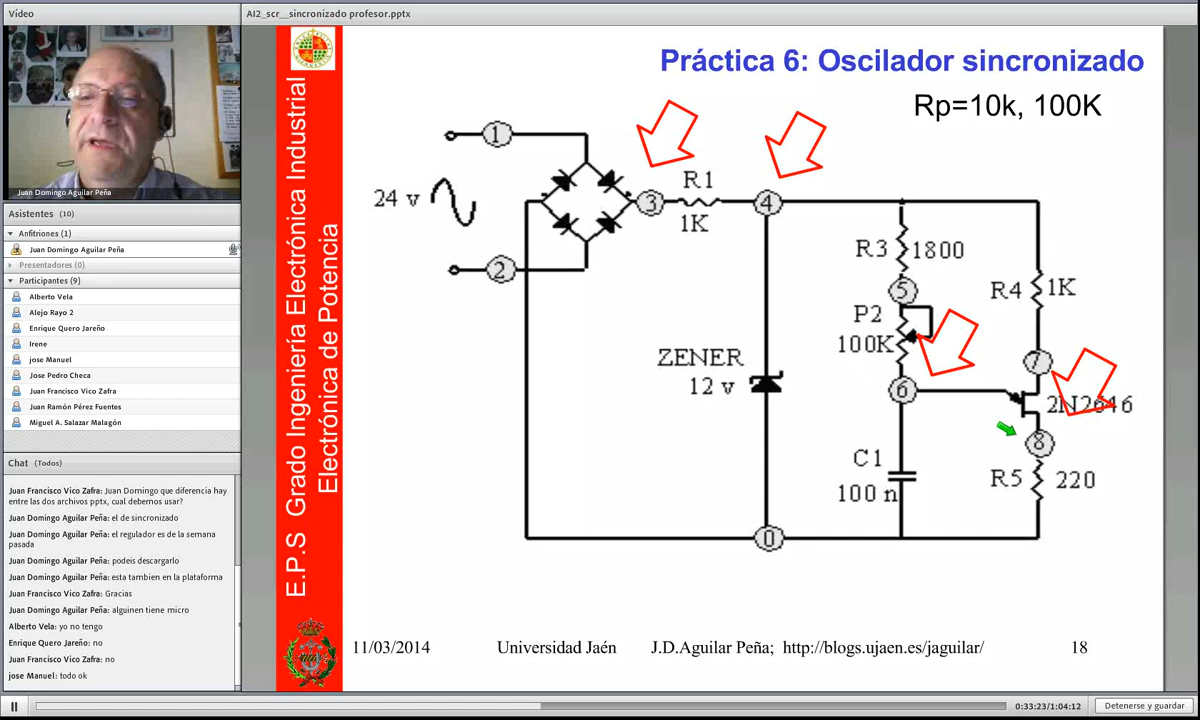 Vídeo
AI2_scr__sincronizado profesor.pptx
Juan Domingo Aguilar Peña
Asistentes (10)
Anfitriones (1)
Juan Domingo Aguilar Peña
Presentadores (0)
Participantes (9)
Alberto Vela
Alejo Rayo 2
Enrique Quero Jareño
Irene
jose Manuel
Jose Pedro Checa
Juan Francisco Vico Zafra
Juan Ramón Pérez Fuentes
Miguel A. Salazar Malagón
Chat (Todos)
Juan Francisco Vico Zafra: Juan Domingo que diferencia hay
entre las dos archivos pptx, cual debemos usar?
Juan Domingo Aguilar Peña: el de sincronizado
Juan Domingo Aguilar Peña: el regulador es de la semana
pasada
Juan Domingo Aguilar Peña: podeis descargarlo
Juan Domingo Aguilar Peña: esta tambien en la plataforma
Juan Francisco Vico Zafra: Gracias
Juan Domingo Aguilar Peña: alguinen tiene micro
Alberto Vela: yo no tengo
Enrique Quero Jareño: no
Juan Francisco Vico Zafra: no
jose Manuel: todo ok
E.P.S Grado Ingeniería Electrónica Industrial
Electrónica de Potencia
Práctica 6: Oscilador sincronizado
Rp=10k, 100K
1
24 v
2
3
R1
1K
4
R3 1800
5
P2
100K
R4 1K
ZENER
12 v
6
7
2N2646
8
C1
100 n
R5 220
0
11/03/2014 Universidad Jaén J.D.Aguilar Peña; http://blogs.ujaen.es/jaguilar/ 18
0:33:23/1:04:12
Detenerse y guardar